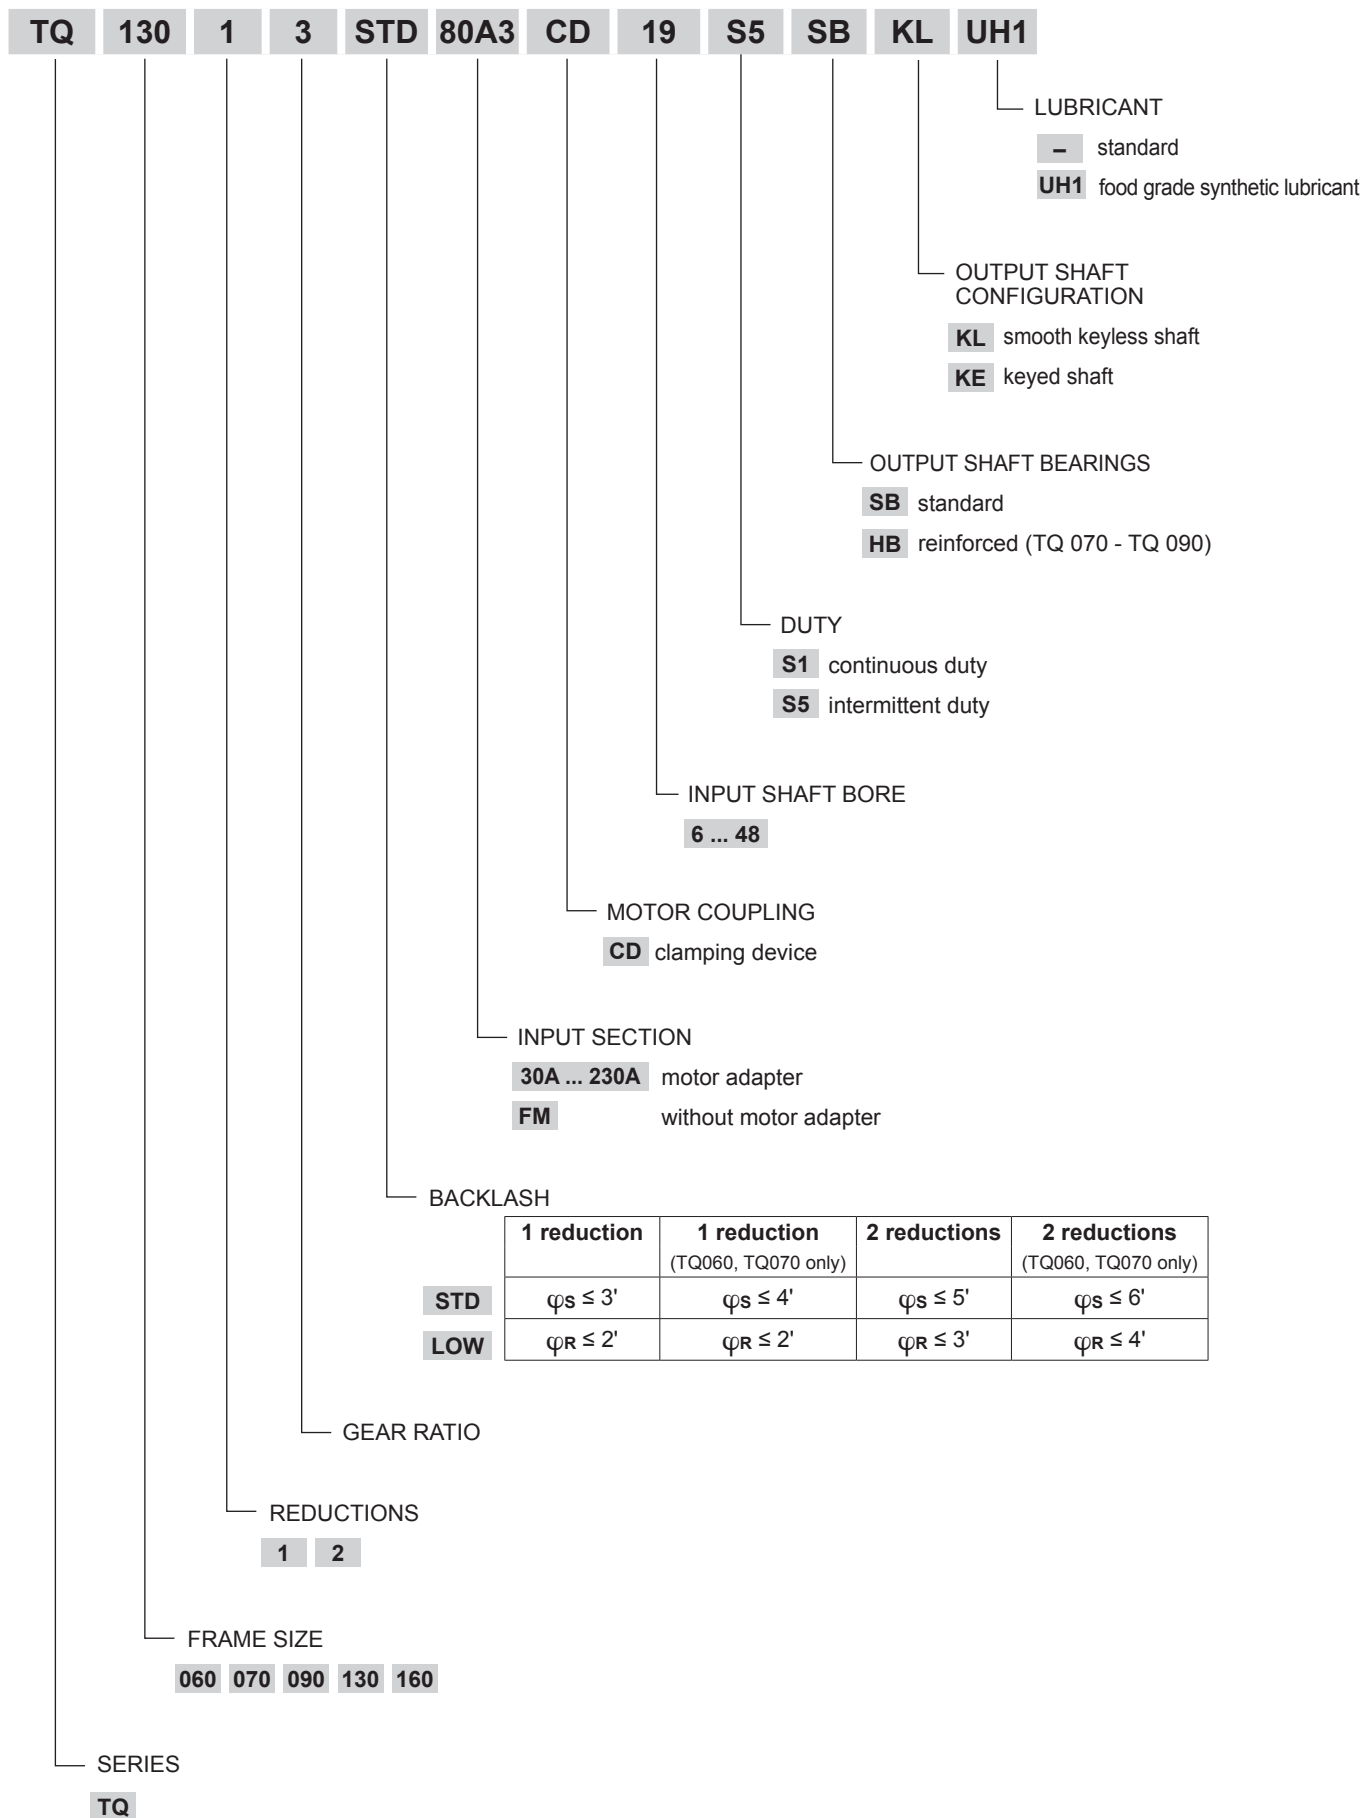 TQ 130 1 3 STD 80A3 CD 19 S5 SB KL UH1
LUBRICANT
– standard
UH1 food grade synthetic lubricant
OUTPUT SHAFT
CONFIGURATION
KL smooth keyless shaft
KE keyed shaft
OUTPUT SHAFT BEARINGS
SB standard
HB reinforced (TQ 070 - TQ 090)
DUTY
S1 continuous duty
S5 intermittent duty
INPUT SHAFT BORE
6 ... 48
MOTOR COUPLING
CD clamping device
INPUT SECTION
30A ... 230A motor adapter
FM without motor adapter
BACKLASH
1 reduction 1 reduction 2 reductions 2 reductions
(TQ060, TQ070 only) (TQ060, TQ070 only)
STD φS ≤ 3' φS ≤ 4' φS ≤ 5' φS ≤ 6'
LOW φR ≤ 2' φR ≤ 2' φR ≤ 3' φR ≤ 4'
GEAR RATIO
REDUCTIONS
1 2
FRAME SIZE
060 070 090 130 160
SERIES
TQ